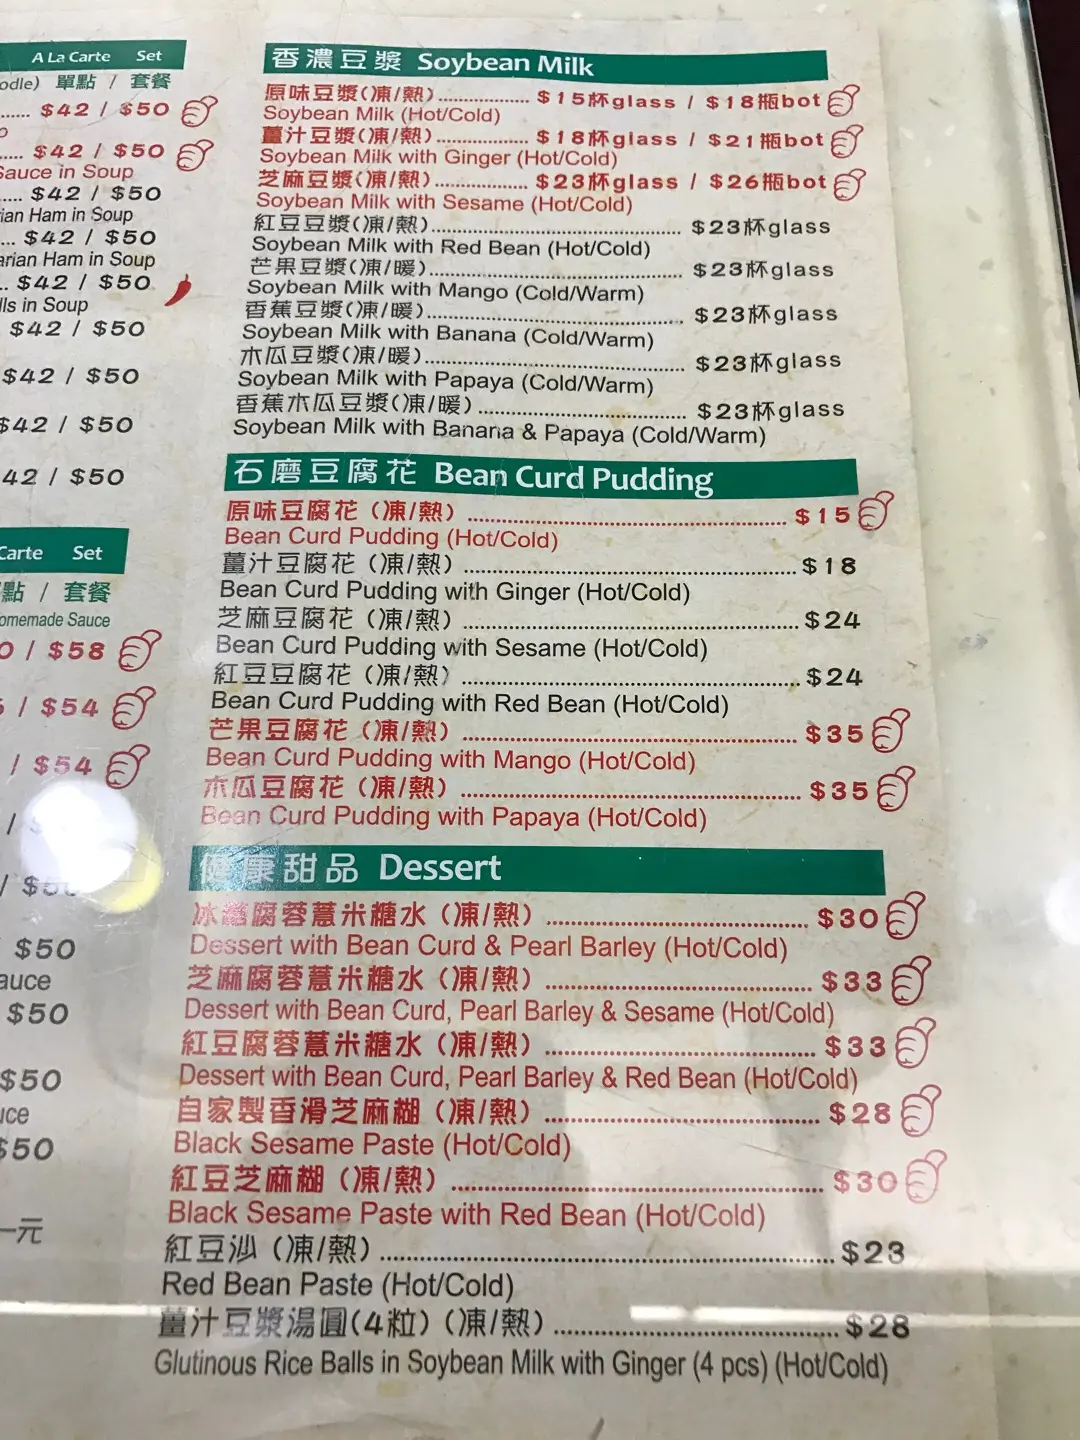 A La Carte Set
單點 / 套餐
$42 / $50
$42 / $50
Sauce in Soup
$42 / $50
Ham in Soup
$42 / $50
Ham in Soup
$42 / $50
in Soup
$42 / $50
$42 / $50
$42 / $50
42 / $50
Carte Set
點 / 套餐
Sauce
/ $58
/ $54
/ $54
$50
$50
$50
$50
一元
香濃豆漿 Soybean Milk
原味豆漿(凍/熱).................. $15杯glass / $18瓶bot
Soybean Milk (Hot/Cold)
薑汁豆漿(凍/熱).................. $18杯glass / $21瓶bot
Soybean Milk with Ginger (Hot/Cold)
芝麻豆漿(凍/熱).................. $23杯glass / $26瓶bot
Soybean Milk with Sesame (Hot/Cold)
紅豆豆漿(凍/熱).................. $23杯glass
Soybean Milk with Red Bean (Hot/Cold)
芒果豆漿(凍/暖).................. $23杯glass
Soybean Milk with Mango (Cold/Warm)
香蕉豆漿(凍/暖).................. $23杯glass
Soybean Milk with Banana (Cold/Warm)
木瓜豆漿(凍/暖).................. $23杯glass
Soybean Milk with Papaya (Cold/Warm)
香蕉木瓜豆漿(凍/暖).................. $23杯glass
Soybean Milk with Banana & Papaya (Cold/Warm)
石磨豆腐花 Bean Curd Pudding
原味豆腐花 (凍/熱) .................. $15
Bean Curd Pudding (Hot/Cold)
薑汁豆腐花 (凍/熱) .................. $18
Bean Curd Pudding with Ginger (Hot/Cold)
芝麻豆腐花 (凍/熱) .................. $24
Bean Curd Pudding with Sesame (Hot/Cold)
紅豆豆腐花 (凍/熱) .................. $24
Bean Curd Pudding with Red Bean (Hot/Cold)
芒果豆腐花 (凍/熱) .................. $35
Bean Curd Pudding with Mango (Hot/Cold)
木瓜豆腐花 (凍/熱) .................. $35
Bean Curd Pudding with Papaya (Hot/Cold)
健康甜品 Dessert
冰糖腐蓉薏米糖水 (凍/熱) .................. $30
Dessert with Bean Curd & Pearl Barley (Hot/Cold)
芝麻腐蓉薏米糖水 (凍/熱) .................. $33
Dessert with Bean Curd, Pearl Barley & Sesame (Hot/Cold)
紅豆腐蓉薏米糖水 (凍/熱) .................. $33
Dessert with Bean Curd, Pearl Barley & Red Bean (Hot/Cold)
自家製香滑芝麻糊 (凍/熱) .................. $28
Black Sesame Paste (Hot/Cold)
紅豆芝麻糊 (凍/熱) .................. $30
Black Sesame Paste with Red Bean (Hot/Cold)
紅豆沙 (凍/熱) .................. $23
Red Bean Paste (Hot/Cold)
薑汁豆漿湯圓(4粒) (凍/熱) .................. $28
Glutinous Rice Balls in Soybean Milk with Ginger (4 pcs) (Hot/Cold)